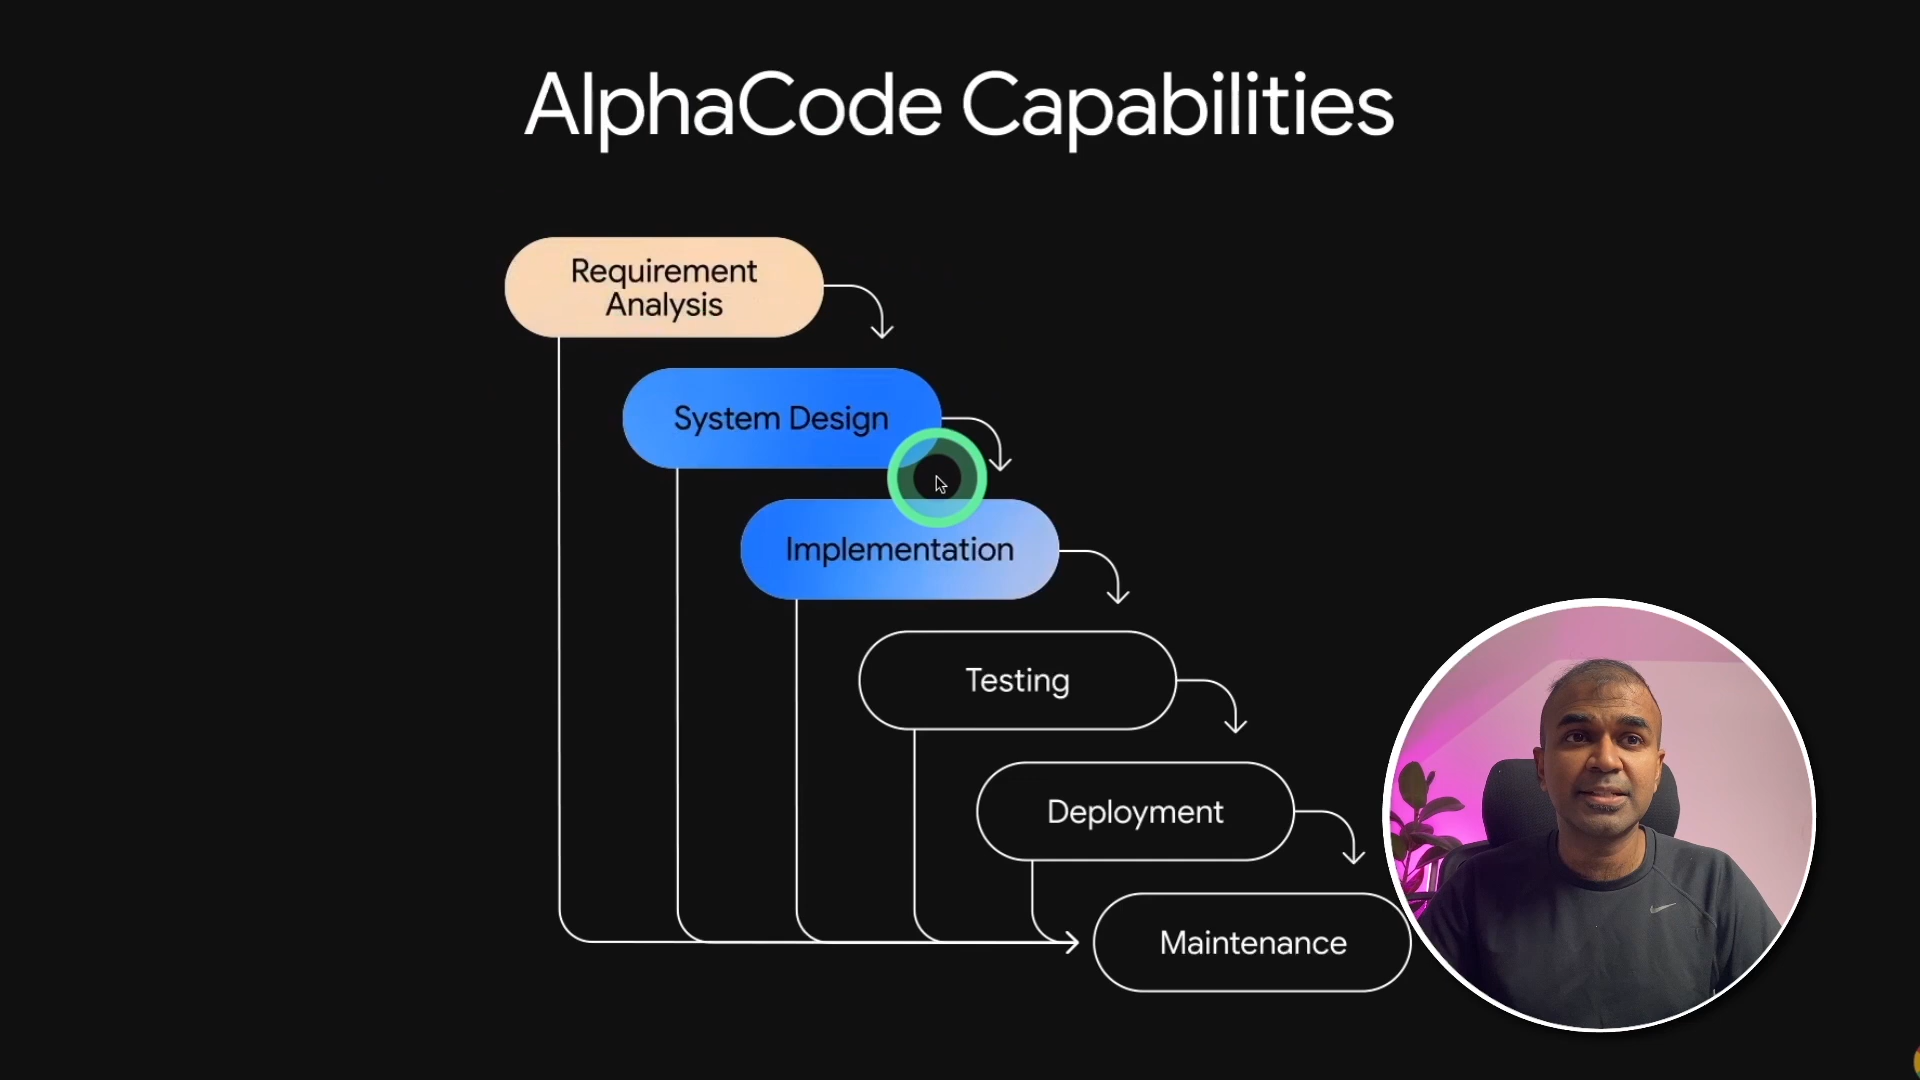 AlphaCode Capabilities
Requirement
Analysis
System Design
Implementation
Testing
Deployment
Maintenance